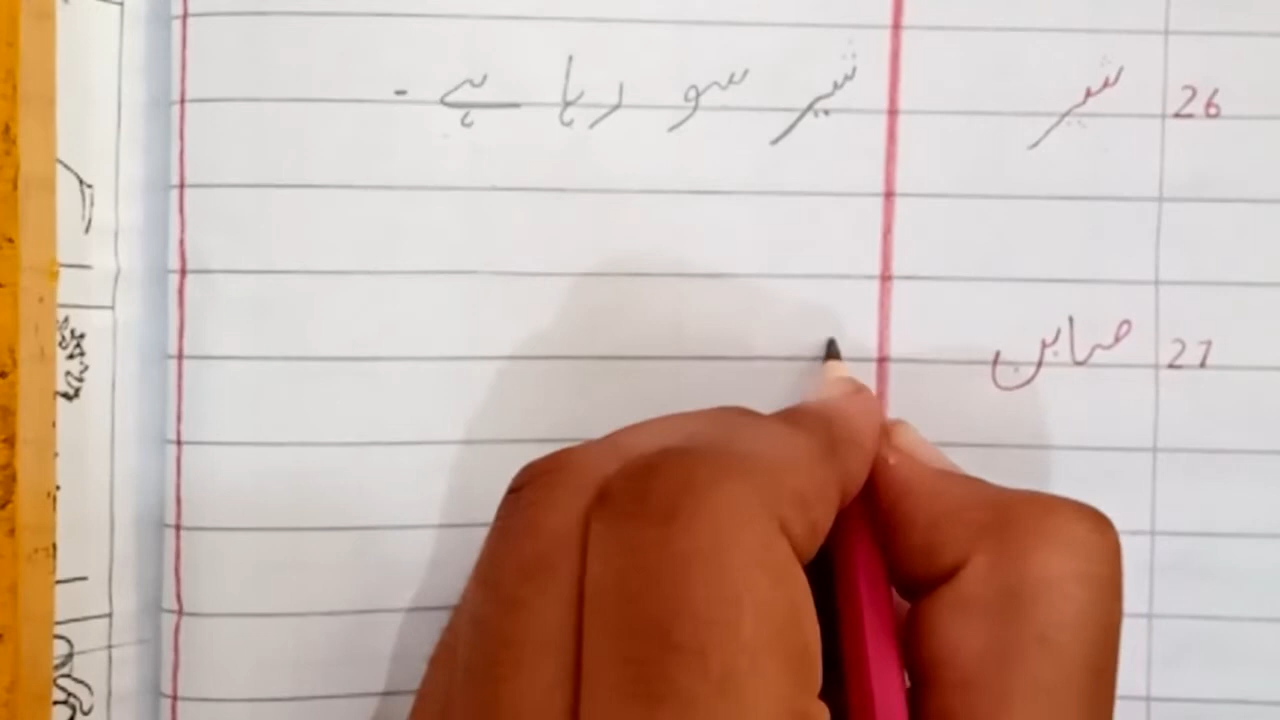 26 شیر شیر سو رہا ہے۔
27 صابن